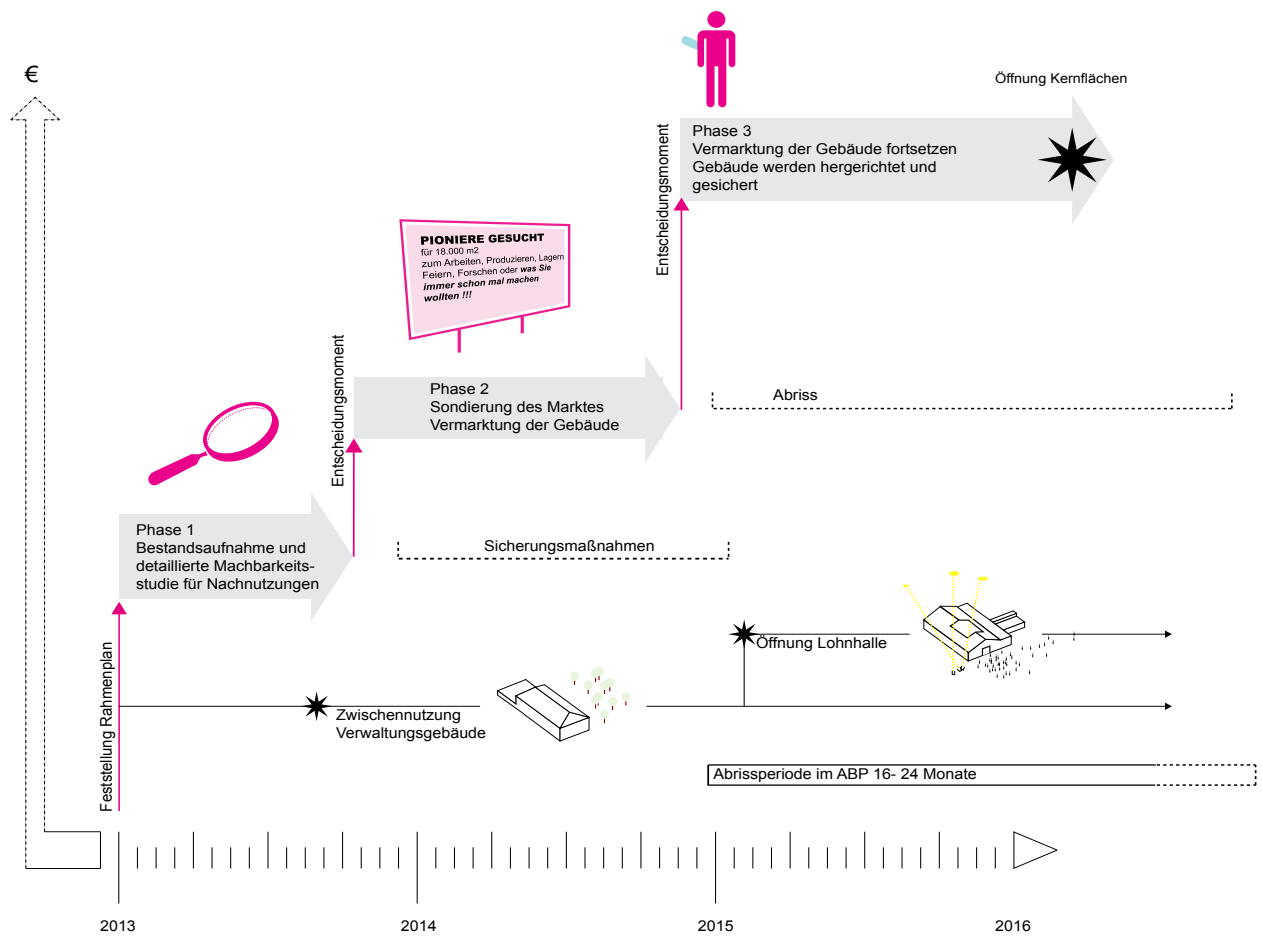 €
Öffnung Kernflächen
Entscheidungsmoment
Phase 3
Vermarktung der Gebäude fortsetzen
Gebäude werden hergerichtet und
gesichert
PIONIERE GESUCHT
für 18.000 m2
zum Arbeiten, Produzieren, Lagern
Feiern, Forschen oder was Sie
immer schon mal machen
wollten !!!
Entscheidungsmoment
Phase 2
Sondierung des Marktes
Vermarktung der Gebäude
Abriss
Phase 1
Bestandsaufnahme und
detaillierte Machbarkeits-
studie für Nachnutzungen
Sicherungsmaßnahmen
Feststellung Rahmenplan
Öffnung Lohnhalle
Zwischennutzung
Verwaltungsgebäude
Abrissperiode im ABP 16- 24 Monate
2013
2014
2015
2016